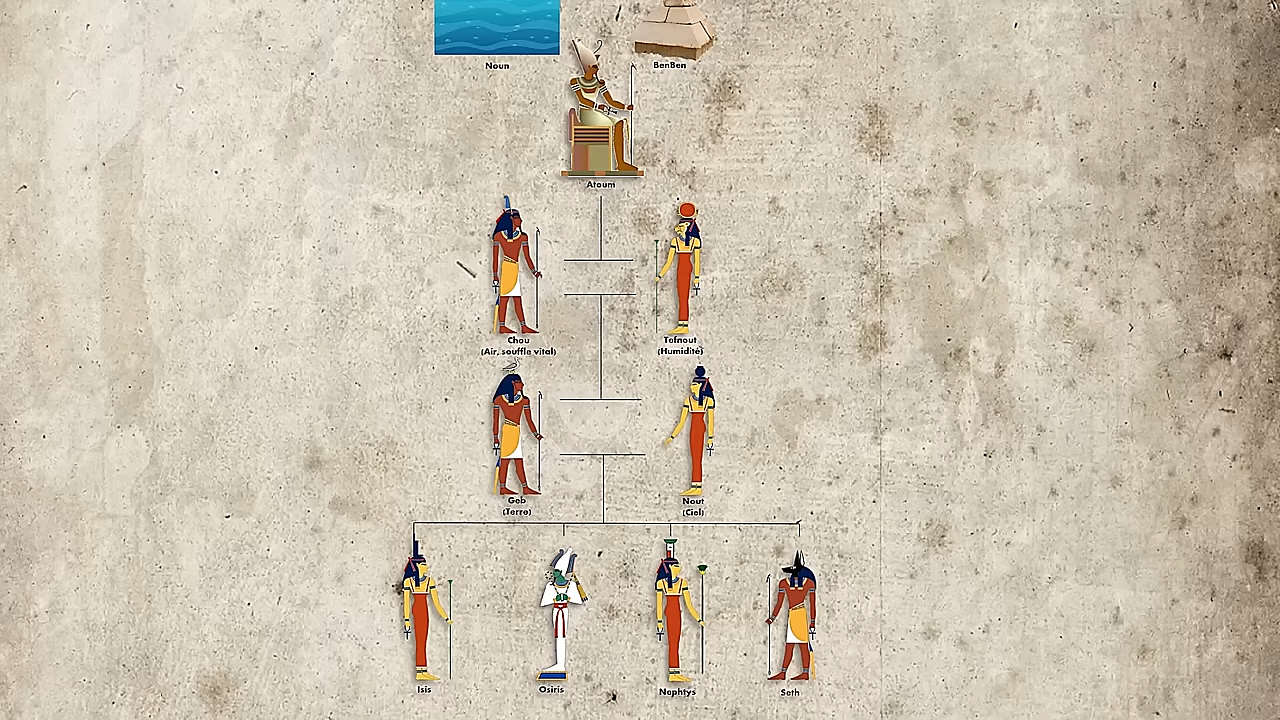 Noun
BenBen
Atoum
Chou
(Air, souffle vital)
Tefnout
(Humidité)
Geb
(Terre)
Nout
(Ciel)
Isis
Osiris
Nephtys
Seth